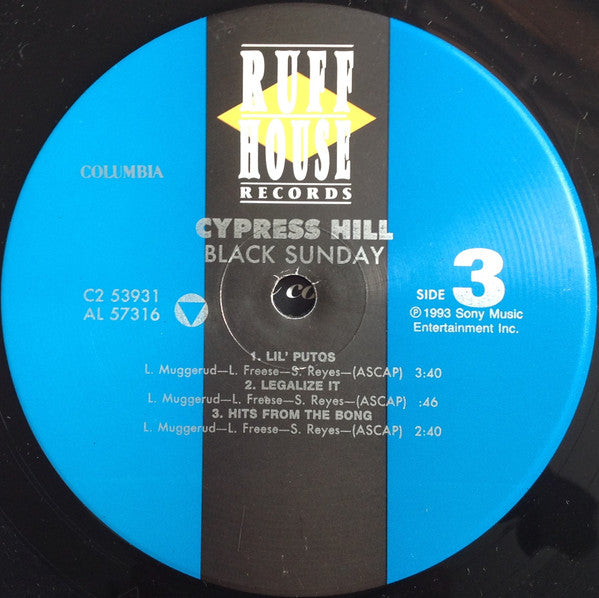 RUFF
HOUSE
RECORDS
COLUMBIA
CYPRESS HILL
BLACK SUNDAY
C2 53931
AL 57316
SIDE 3
℗ 1993 Sony Music
Entertainment Inc.
1. LIL' PUTOS
L. Muggerud—L. Freese—S. Reyes—(ASCAP) 3:40
2. LEGALIZE IT
L. Muggerud—L. Freese—S. Reyes—(ASCAP) :46
3. HITS FROM THE BONG
L. Muggerud—L. Freese—S. Reyes—(ASCAP) 2:40